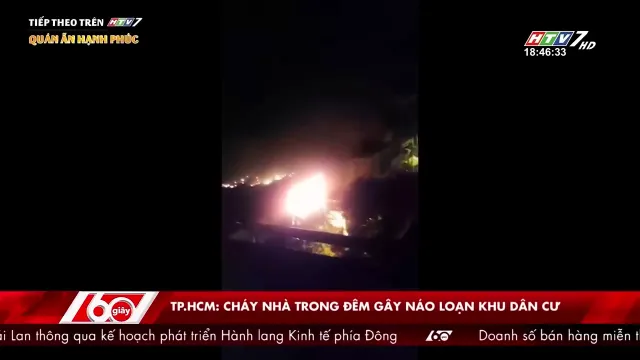 TIẾP THEO TRÊN HTV7
QUÁN ĂN HẠNH PHÚC
HTV7 HD
18:46:33
60 giây
TP.HCM: CHÁY NHÀ TRONG ĐÊM GÂY NÁO LOẠN KHU DÂN CƯ
ai Lan thông qua kế hoạch phát triển Hành lang Kinh tế phía Đông 60 Doanh số bán hàng miễn t